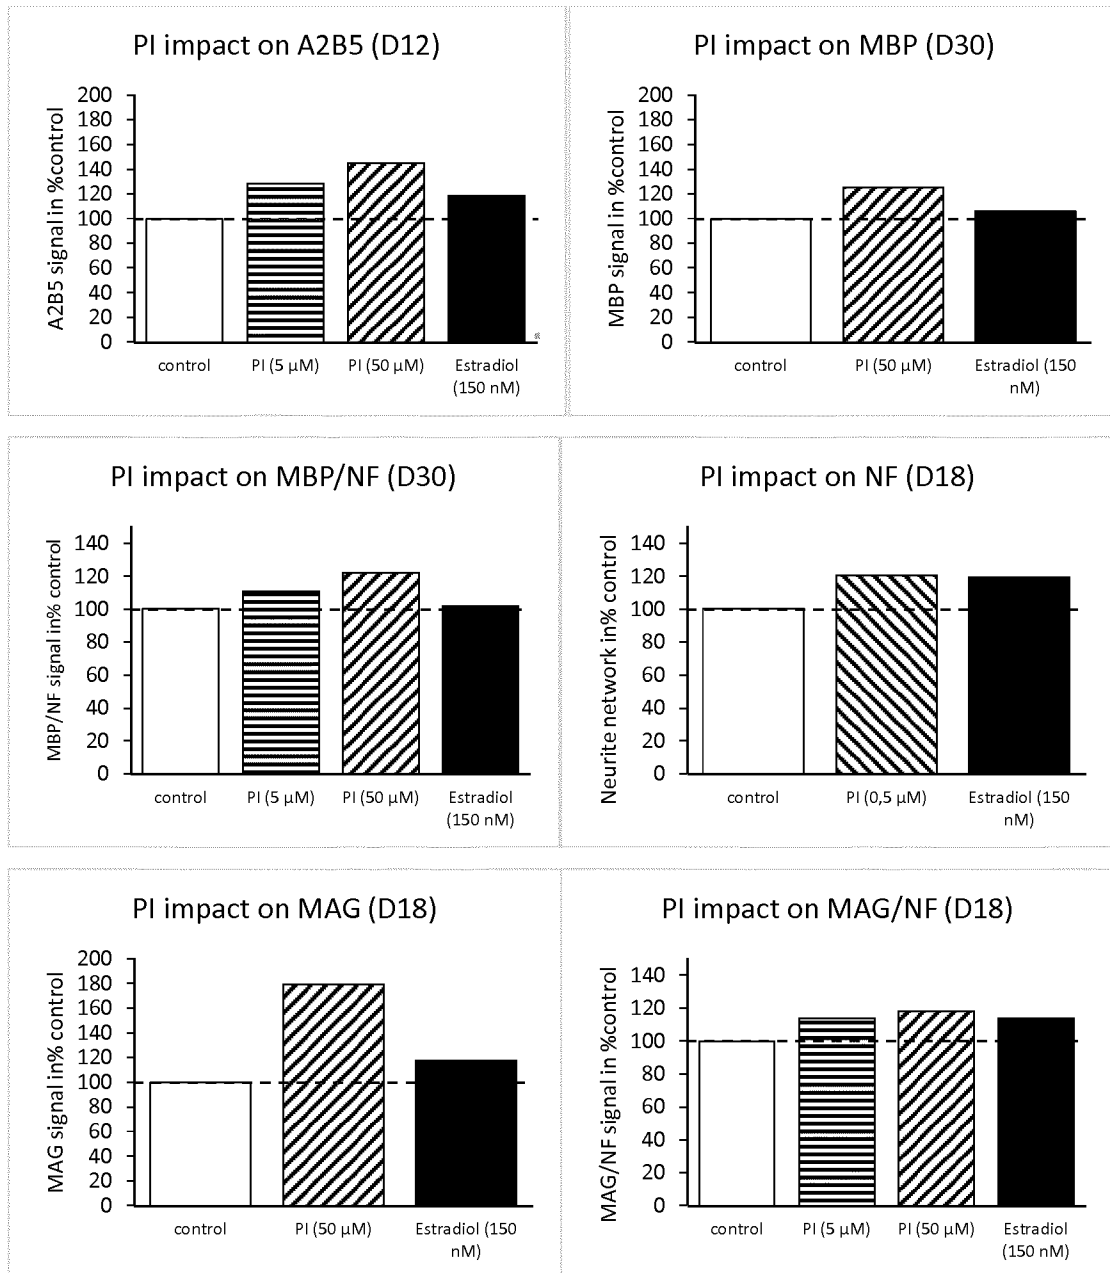 PI impact on A2B5 (D12)
A2B5 signal in %control
200
180
160
140
120
100
80
60
40
20
0
control
PI (5 µM)
PI (50 µM)
Estradiol
(150 nM)
PI impact on MBP (D30)
MBP signal in %control
200
180
160
140
120
100
80
60
40
20
0
control
PI (50 µM)
Estradiol (150
nM)
PI impact on MBP/NF (D30)
MBP/NF signal in% control
140
120
100
80
60
40
20
0
control
PI (5 µM)
PI (50 µM)
Estradiol
(150 nM)
PI impact on NF (D18)
Neurite network in% control
140
120
100
80
60
40
20
0
control
PI (0,5 µM)
Estradiol (150
nM)
PI impact on MAG (D18)
MAG signal in% control
200
180
160
140
120
100
80
60
40
20
0
control
PI (50 µM)
Estradiol (150
nM)
PI impact on MAG/NF (D18)
MAG/NF signal in %control
140
120
100
80
60
40
20
0
control
PI (5 µM)
PI (50 µM)
Estradiol
(150 nM)